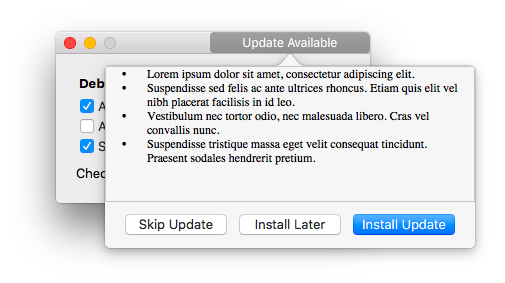 Update Available
Deb
• Lorem ipsum dolor sit amet, consectetur adipiscing elit.
• Suspendisse sed felis ac ante ultrices rhoncus. Etiam quis elit vel
nibh placerat facilisis in id leo.
• Vestibulum nec tortor odio, nec malesuada libero. Cras vel
convallis nunc.
• Suspendisse tristique massa eget velit consequat tincidunt.
Praesent sodales hendrerit pretium.
A
A
S
Chec
Skip Update
Install Later
Install Update